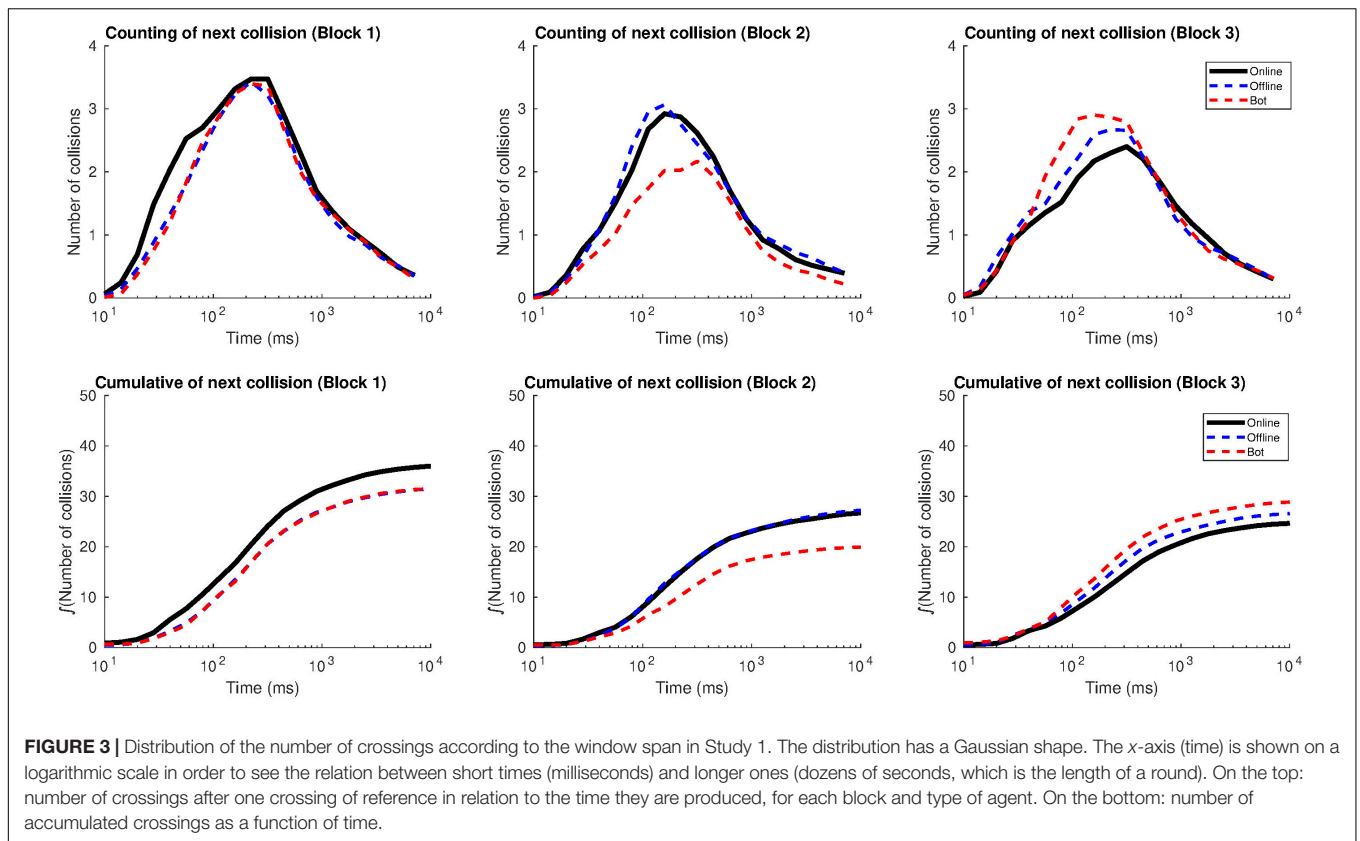 Counting of next collision (Block 1)
Number of collisions
4
3
2
1
0
10^1 10^2 10^3 10^4
Time (ms)
Counting of next collision (Block 2)
Number of collisions
4
3
2
1
0
10^1 10^2 10^3 10^4
Time (ms)
Counting of next collision (Block 3)
Number of collisions
4
3
2
1
0
10^1 10^2 10^3 10^4
Time (ms)
Online
Offline
Bot
Cumulative of next collision (Block 1)
∫(Number of collisions)
50
40
30
20
10
0
10^1 10^2 10^3 10^4
Time (ms)
Cumulative of next collision (Block 2)
∫(Number of collisions)
50
40
30
20
10
0
10^1 10^2 10^3 10^4
Time (ms)
Cumulative of next collision (Block 3)
∫(Number of collisions)
50
40
30
20
10
0
10^1 10^2 10^3 10^4
Time (ms)
Online
Offline
Bot
FIGURE 3 | Distribution of the number of crossings according to the window span in Study 1. The distribution has a Gaussian shape. The x-axis (time) is shown on a
logarithmic scale in order to see the relation between short times (milliseconds) and longer ones (dozens of seconds, which is the length of a round). On the top:
number of crossings after one crossing of reference in relation to the time they are produced, for each block and type of agent. On the bottom: number of
accumulated crossings as a function of time.